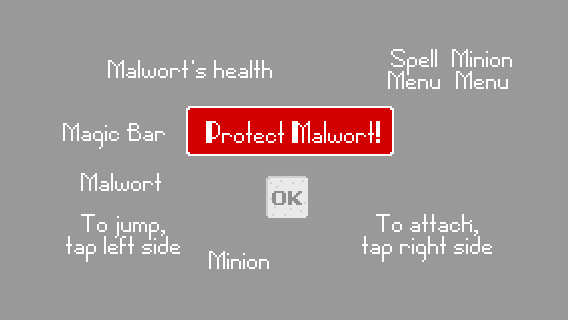 Malwort's health
Spell Minion
Menu Menu
Magic Bar
Protect Malwort!
Malwort
OK
To jump,
tap left side
To attack,
tap right side
Minion